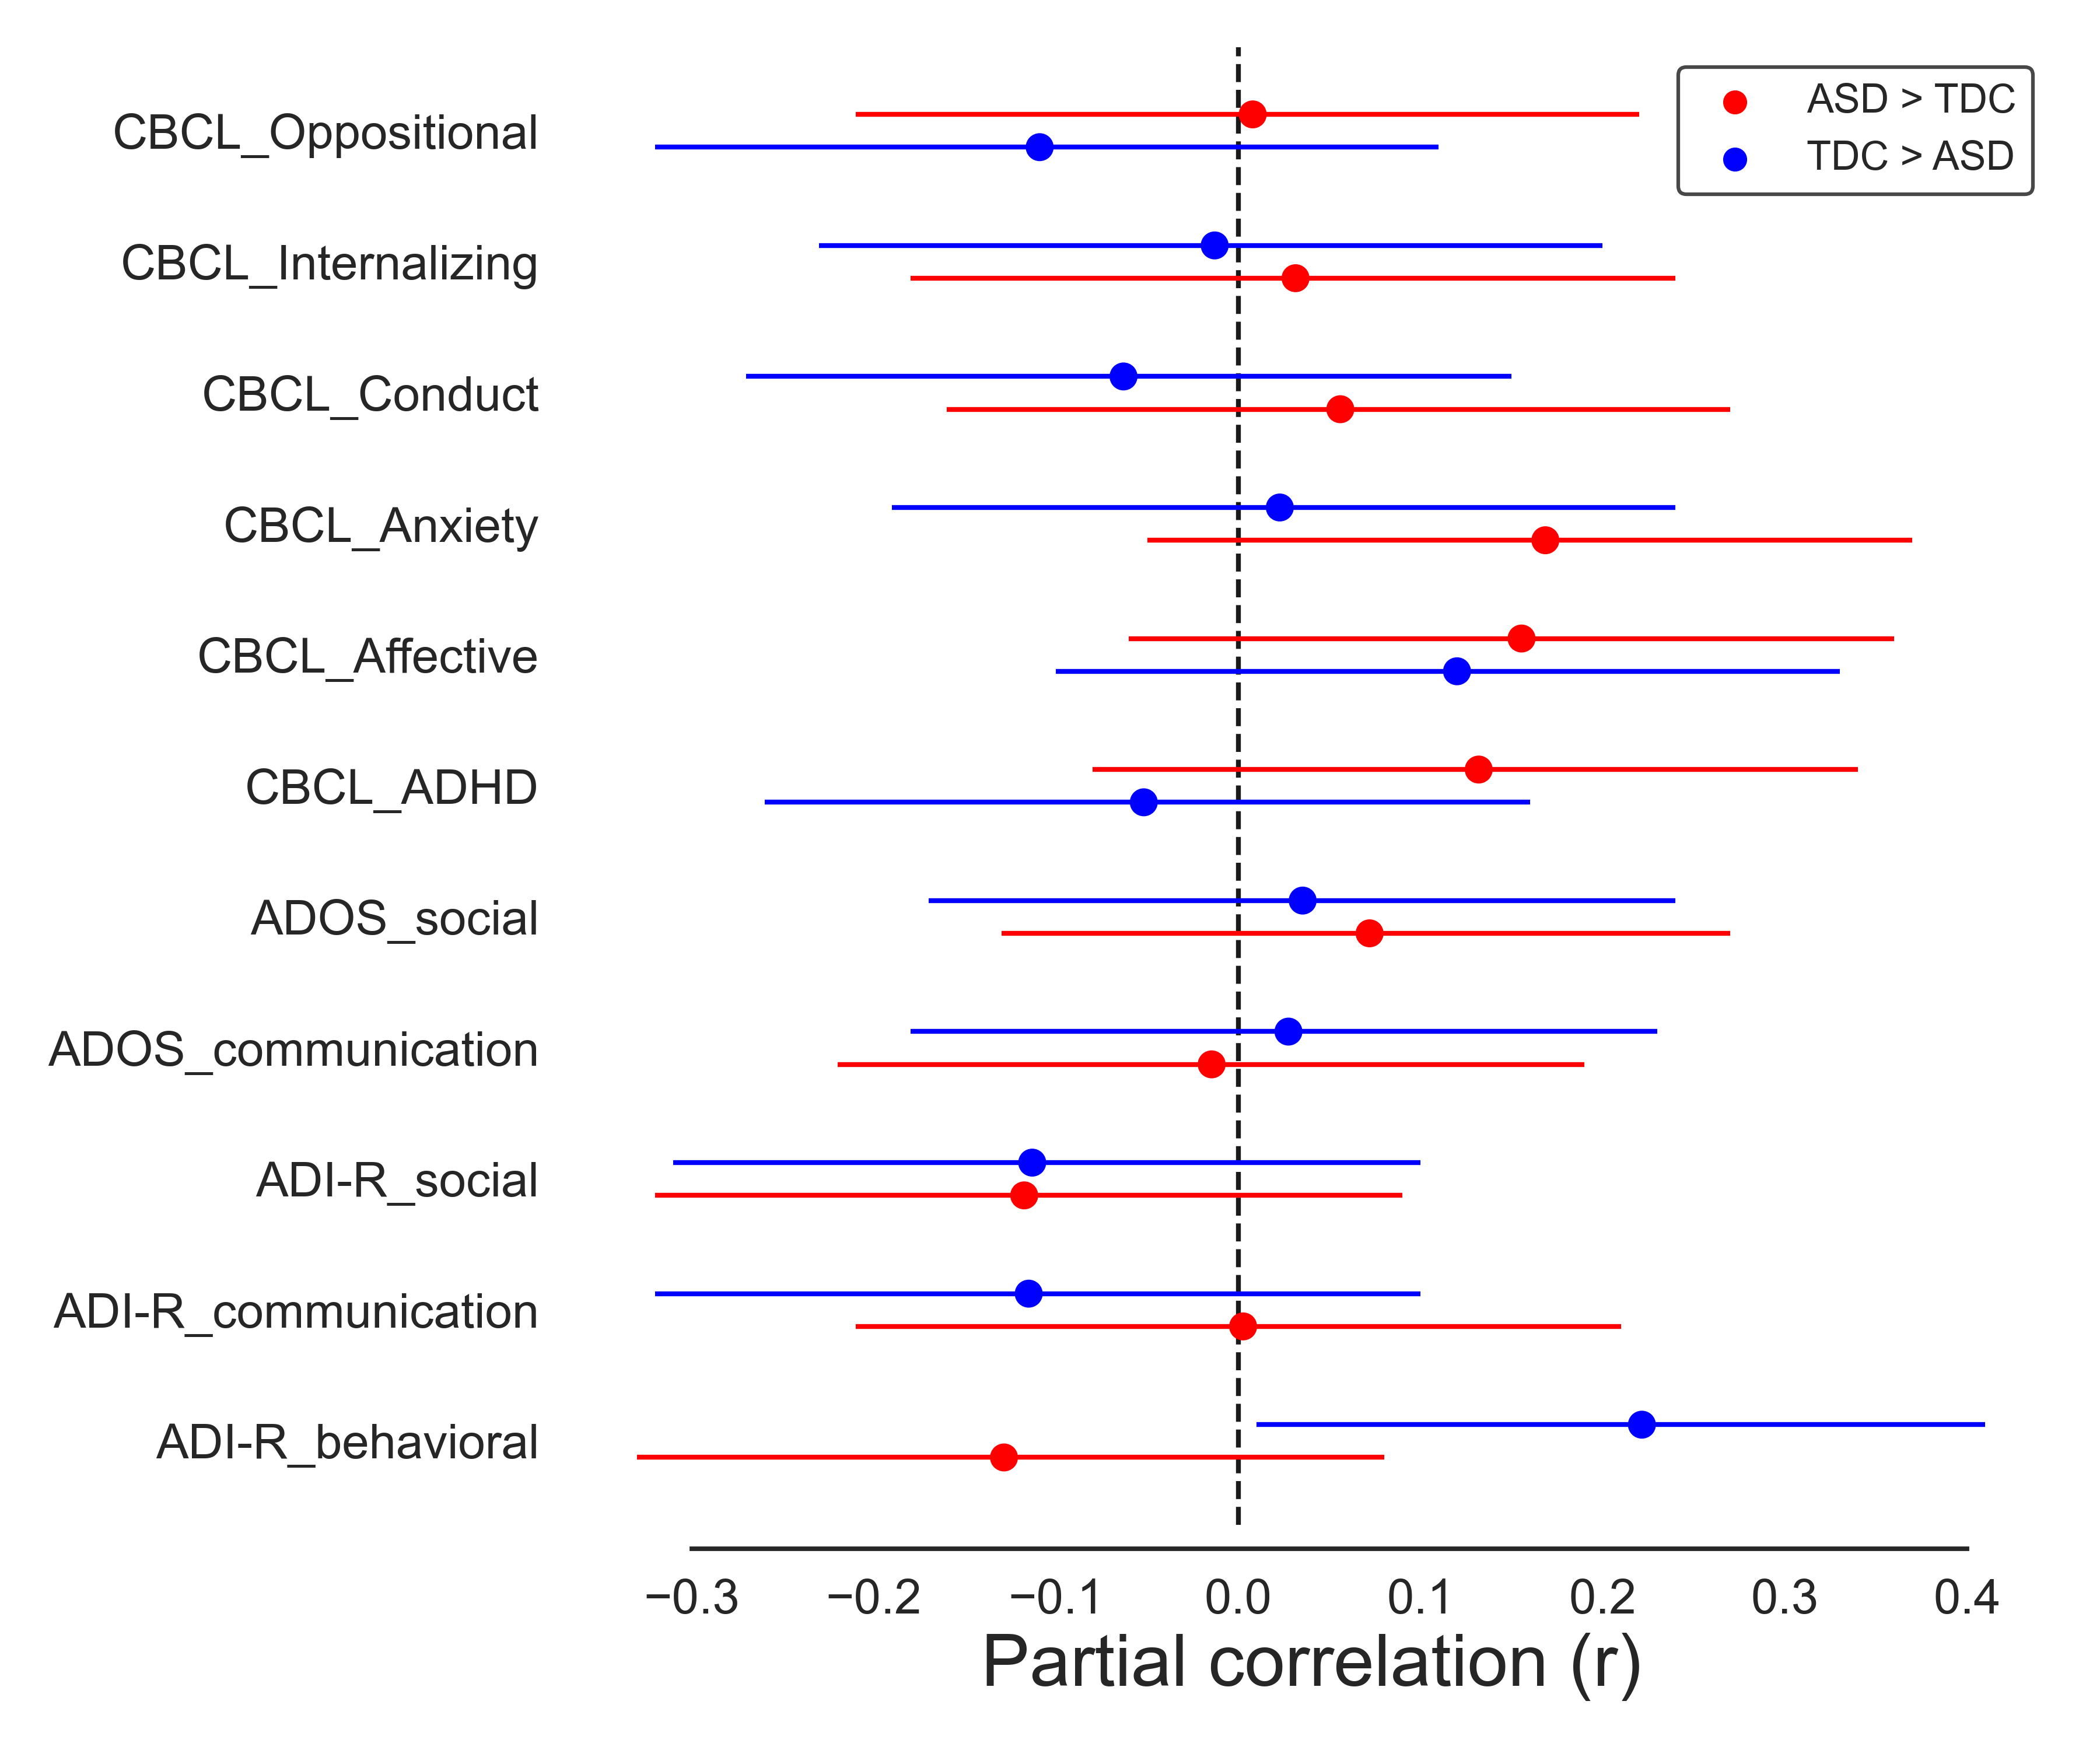 ASD > TDC
TDC > ASD
CBCL_Oppositional
CBCL_Internalizing
CBCL_Conduct
CBCL_Anxiety
CBCL_Affective
CBCL_ADHD
ADOS_social
ADOS_communication
ADI-R_social
ADI-R_communication
ADI-R_behavioral
−0.3 −0.2 −0.1 0.0 0.1 0.2 0.3 0.4
Partial correlation (r)